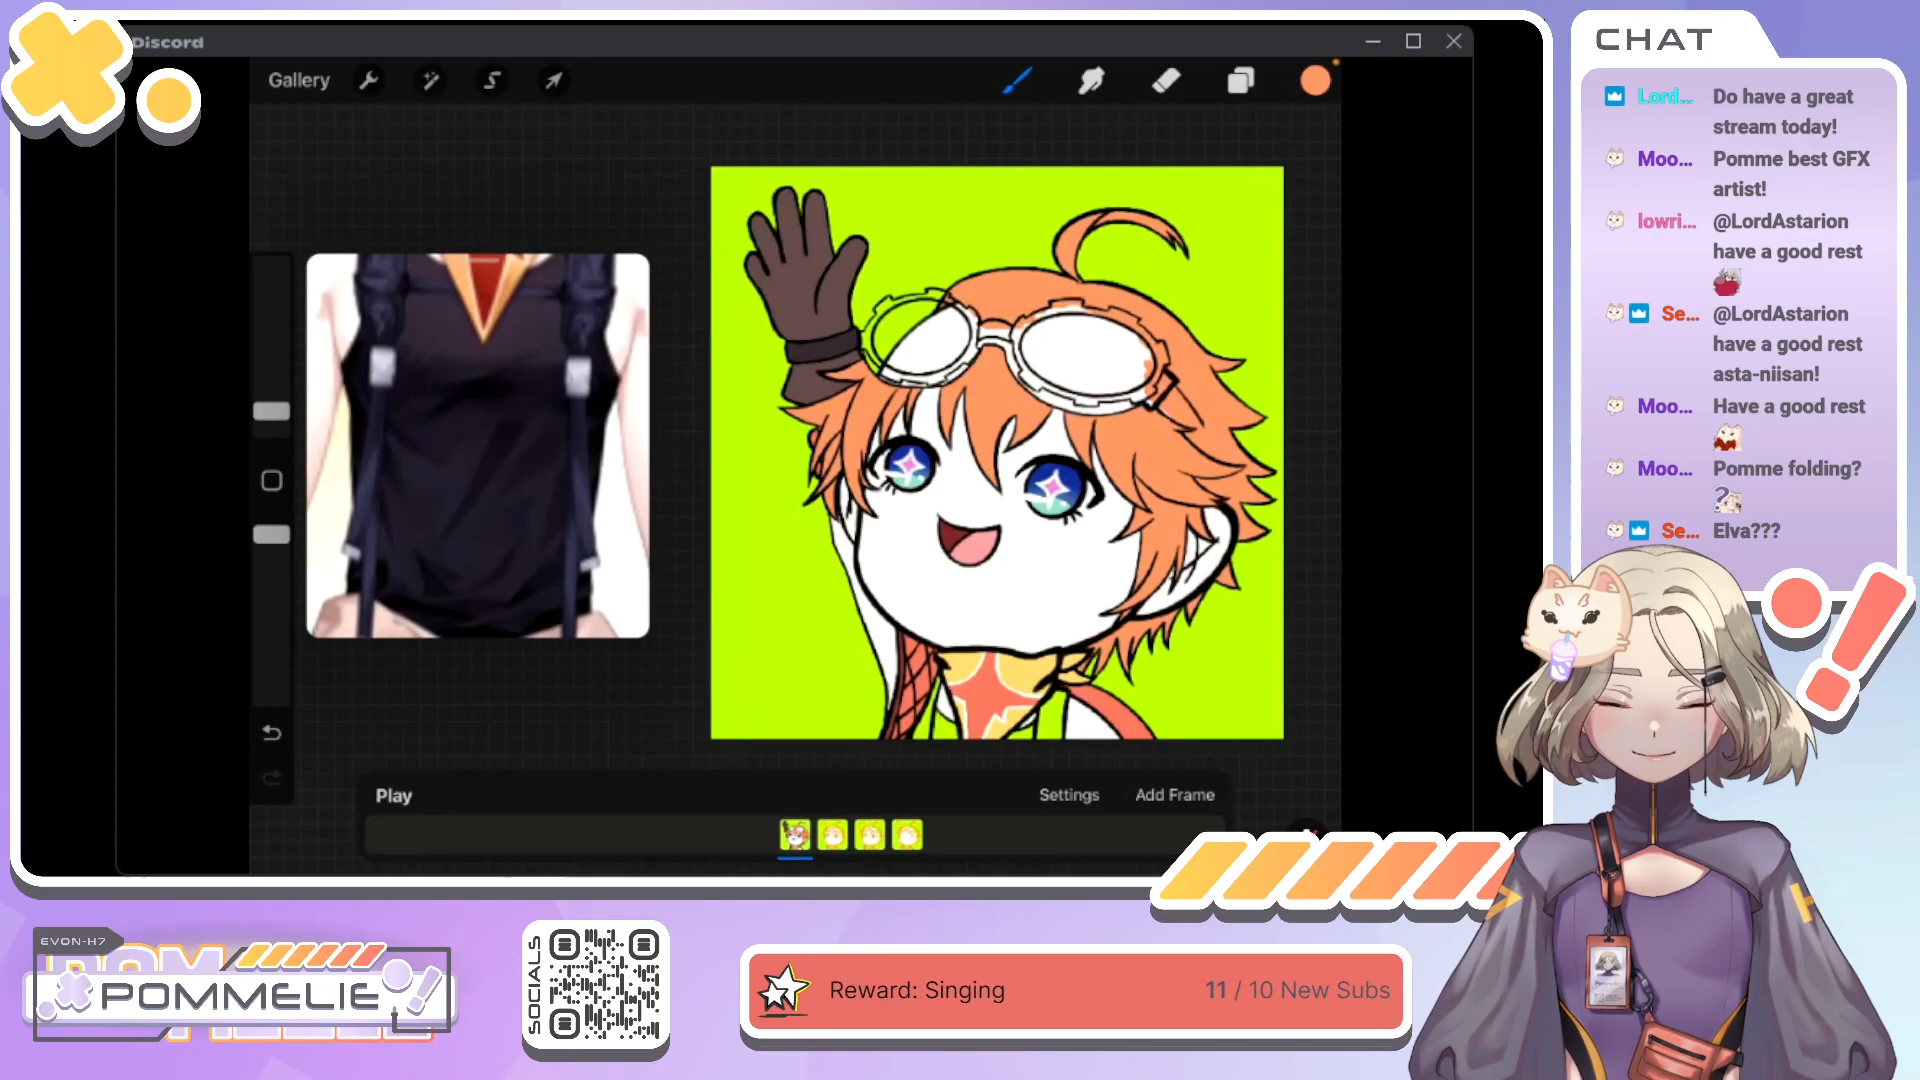 Discord
Gallery
Play
Settings
Add Frame
CHAT
Lord... Do have a great
stream today!
Moo... Pomme best GFX
artist!
lowri... @LordAstarion
have a good rest
Se... @LordAstarion
have a good rest
asta-niisan!
Moo... Have a good rest
Moo... Pomme folding?
Se... Elva???
EVON-H7
POMMELIE
SOCIALS
Reward: Singing
11 / 10 New Subs